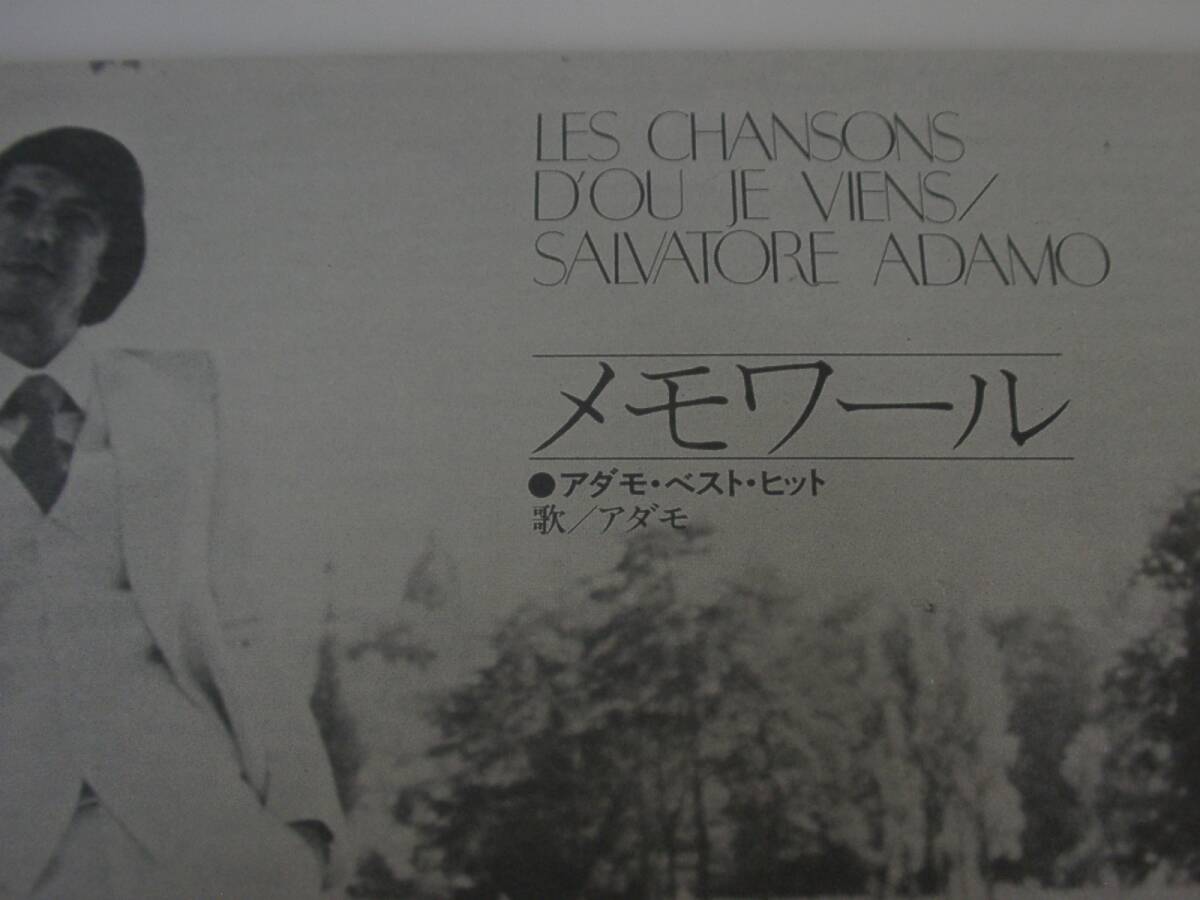 LES CHANSONS
D'OU JE VIENS/
SALVATORE ADAMO
メモワール
●アダモ・ベスト・ヒット
歌／アダモ